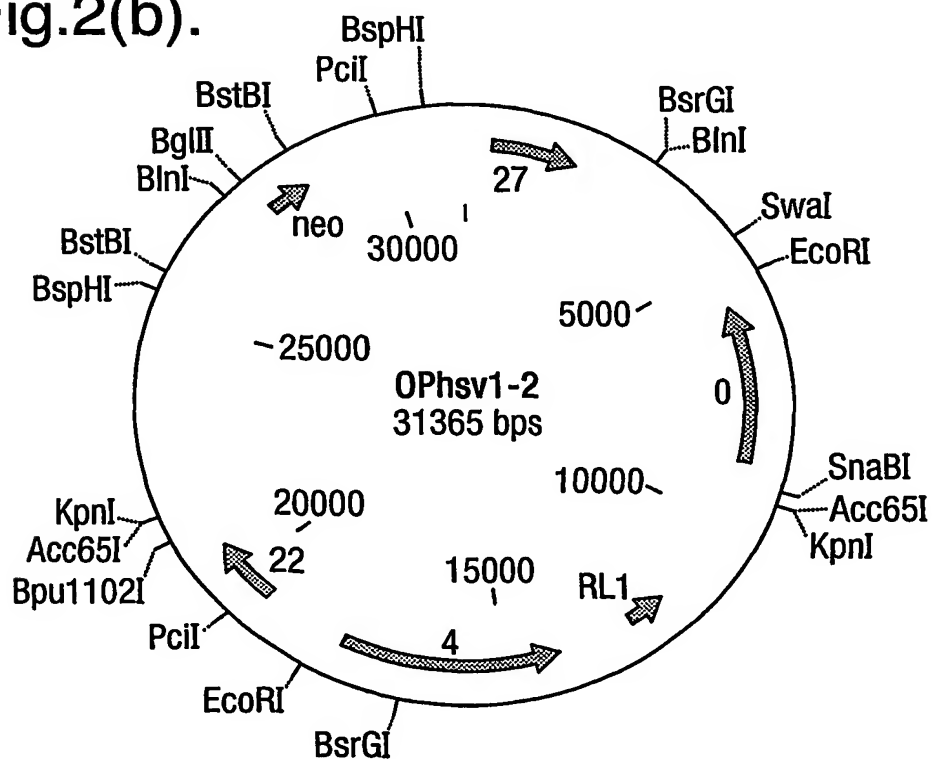 ig.2(b).
BspHI
PciI
BstBI
BglII
BlnI
BstBI
BspHI
BsrGI
BlnI
SwaI
EcoRI
27
neo
30000
5000
25000
OPhsv1-2
31365 bps
0
10000
SnaBI
Acc65I
KpnI
20000
KpnI
Acc65I
Bpu1102I
22
15000
RL1
PciI
4
EcoRI
BsrGI